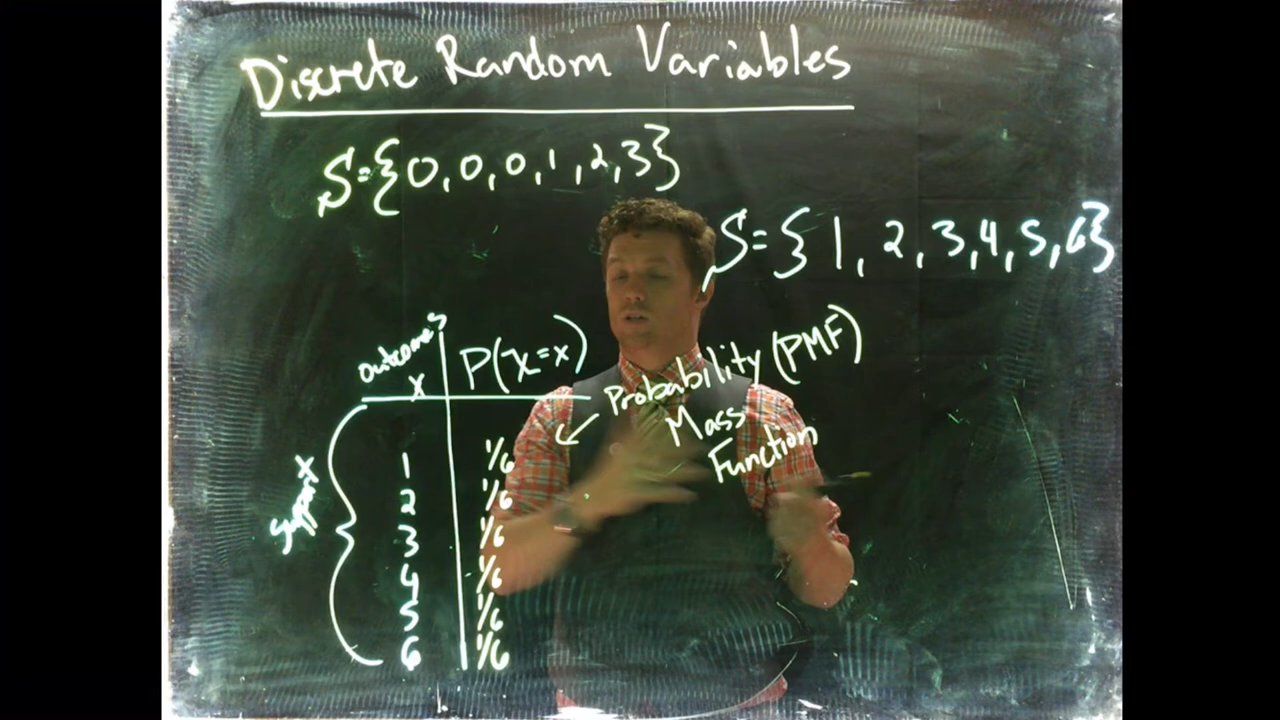 Discrete Random Variables
S={0,0,0,1,2,3}
S={1,2,3,4,5,6}
outcomes
x P(X=x)
Probability (PMF)
Mass
Function
Support
1 1/6
2 1/6
3 1/6
4 1/6
5 1/6
6 1/6